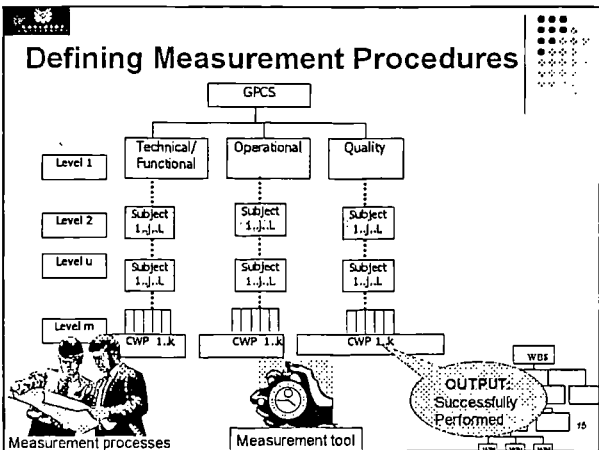 Defining Measurement Procedures
GPCS
Level 1
Technical/
Functional
Operational
Quality
Level 2
Subject
1..j..L
Subject
1..j..L
Subject
1..j..L
Level u
Subject
1..j..L
Subject
1..j..L
Subject
1..j..L
Level m
CWP 1..k
CWP 1..k
CWP 1..k
WBS
OUTPUT:
Successfully
Performed
15
Measurement processes
Measurement tool